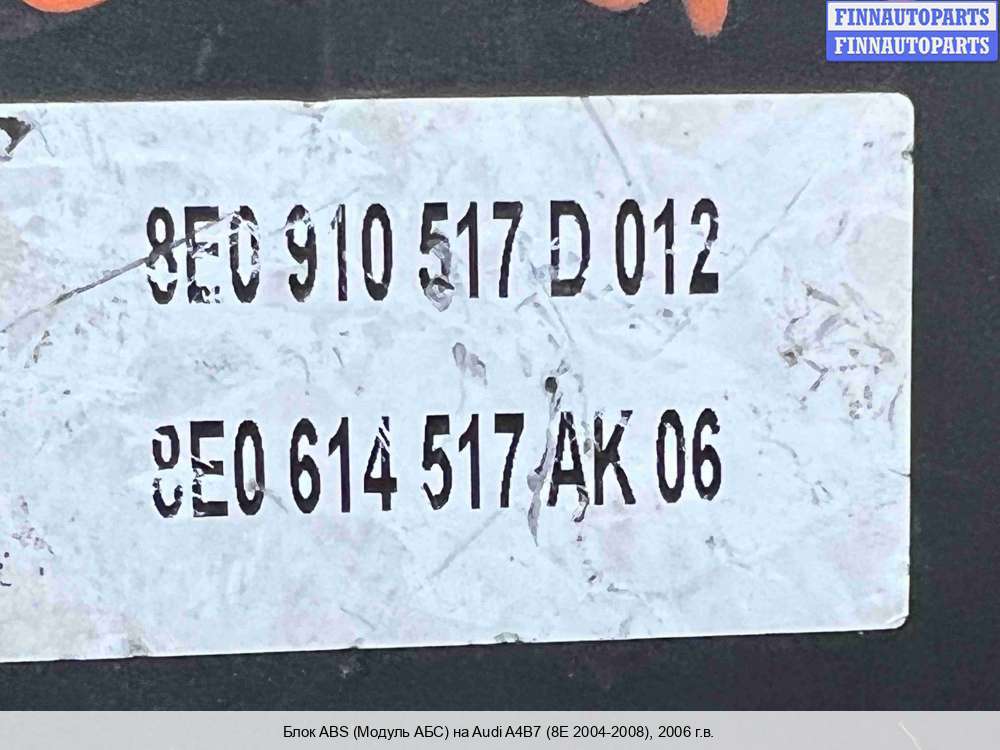 FINNAUTOPARTS
FINNAUTOPARTS
8E0 910 517 D 012
8E0 614 517 AK 06
Блок ABS (Модуль АБС) на Audi A4B7 (8E 2004-2008), 2006 г.в.